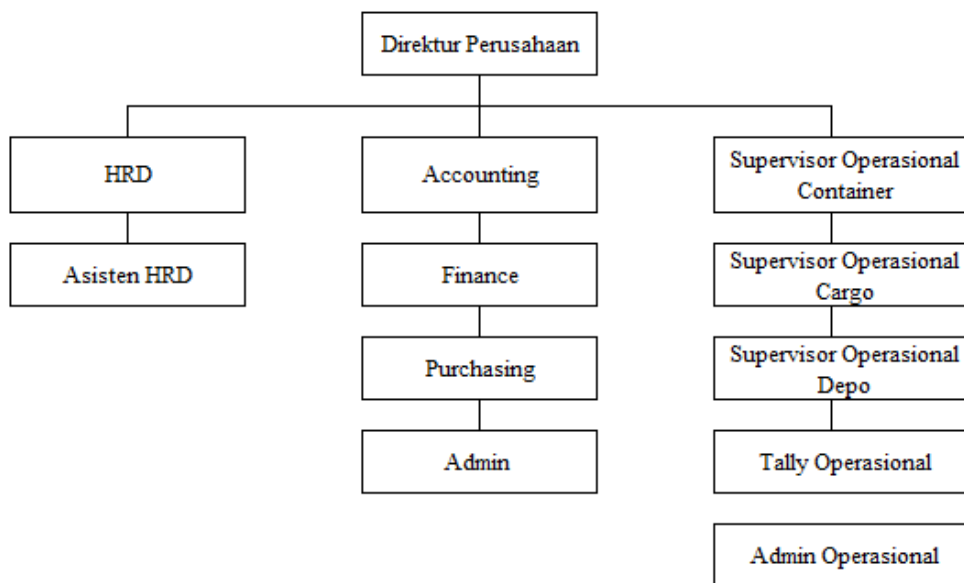 Direktur Perusahaan
HRD
Accounting
Supervisor Operasional
Container
Asisten HRD
Finance
Supervisor Operasional
Cargo
Purchasing
Supervisor Operasional
Depo
Admin
Tally Operasional
Admin Operasional